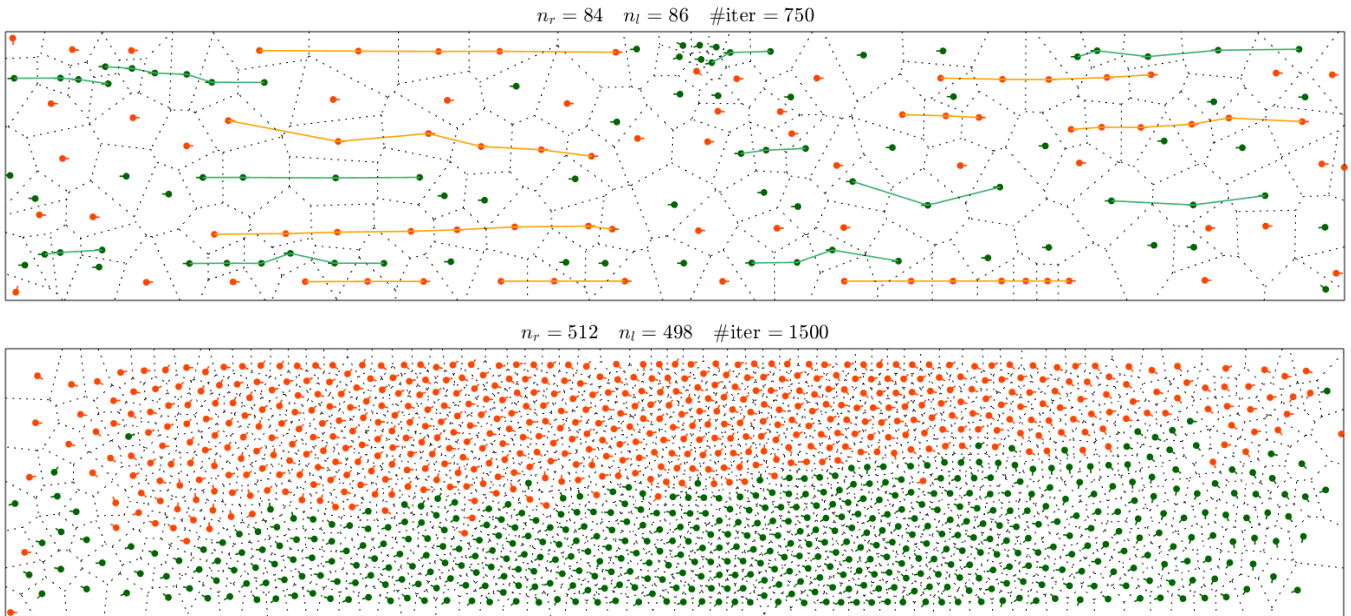 n_r = 84 n_l = 86 #iter = 750
n_r = 512 n_l = 498 #iter = 1500